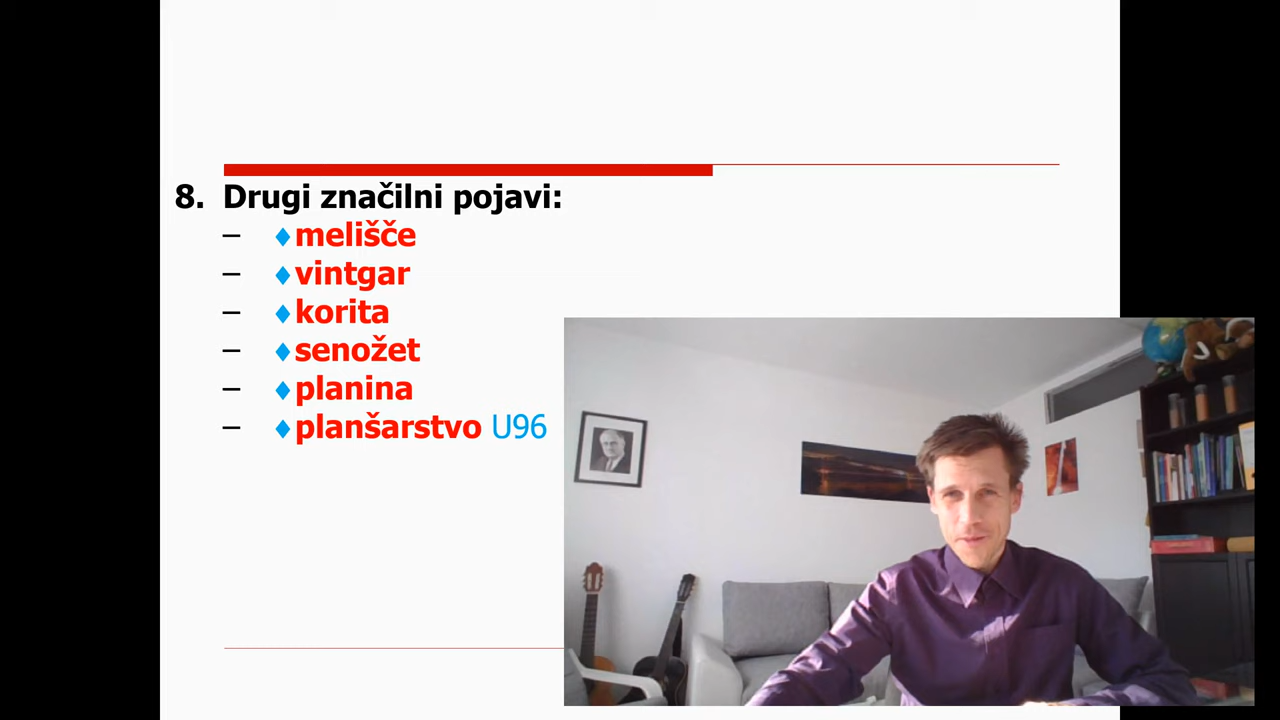 8. Drugi značilni pojavi:
– ♦melišče
– ♦vintgar
– ♦korita
– ♦senožet
– ♦planina
– ♦planšarstvo U96